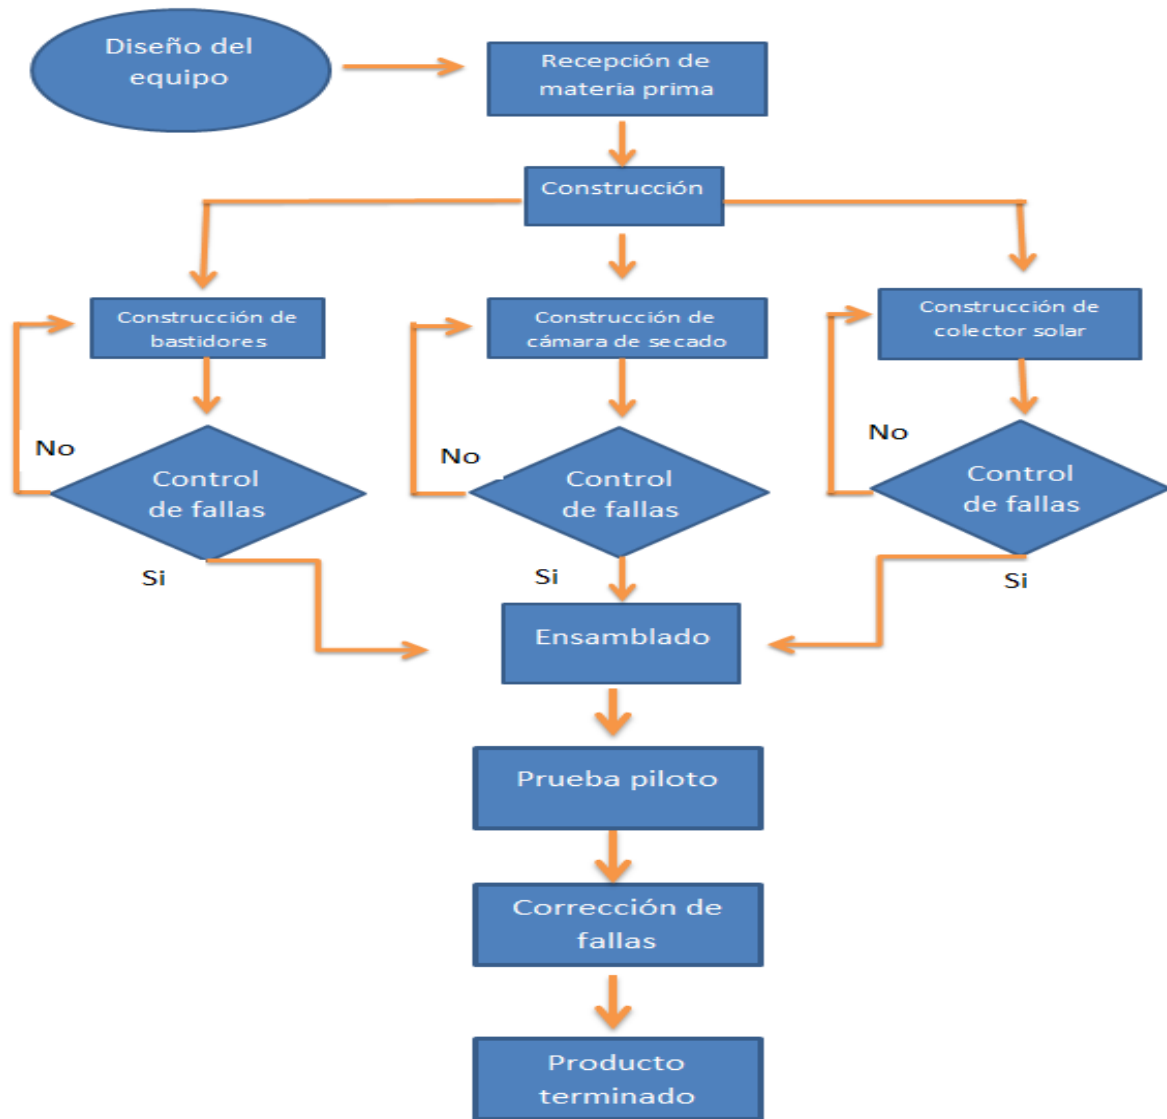 Diseño del
equipo
Recepción de
materia prima
Construcción
Construcción de
bastidores
Construcción de
cámara de secado
Construcción de
colector solar
No
No
No
Control
de fallas
Control
de fallas
Control
de fallas
Si
Si
Si
Ensamblado
Prueba piloto
Corrección de
fallas
Producto
terminado